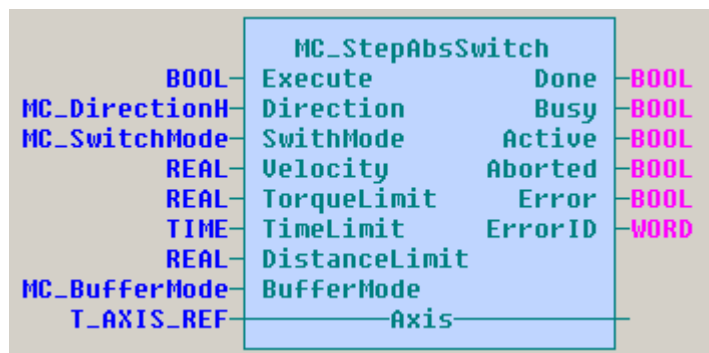 MC_StepAbsSwitch
BOOL Execute Done BOOL
MC_DirectionH Direction Busy BOOL
MC_SwitchMode SwithMode Active BOOL
REAL Velocity Aborted BOOL
REAL TorqueLimit Error BOOL
TIME TimeLimit ErrorID WORD
REAL DistanceLimit
MC_BufferMode BufferMode
T_AXIS_REF Axis